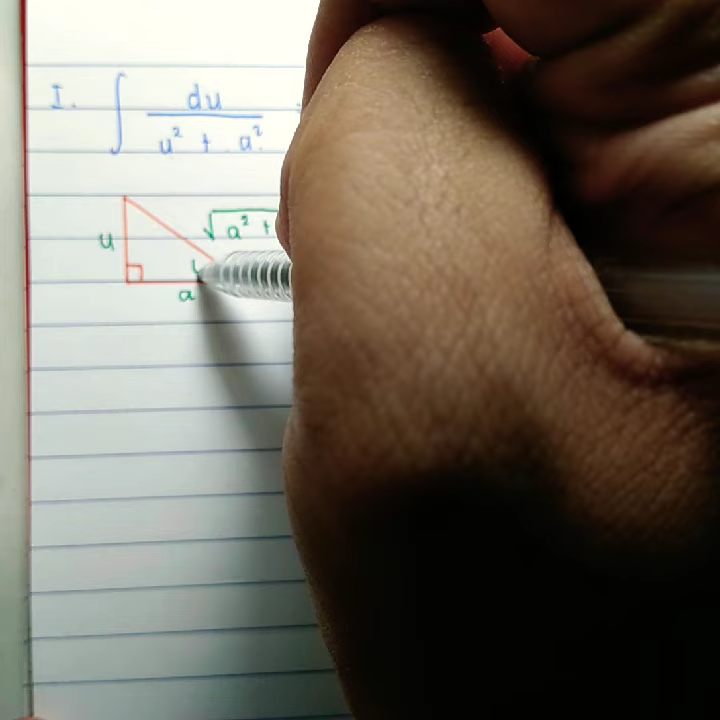 I. ∫ du
u² + a²
√a² +
u
a